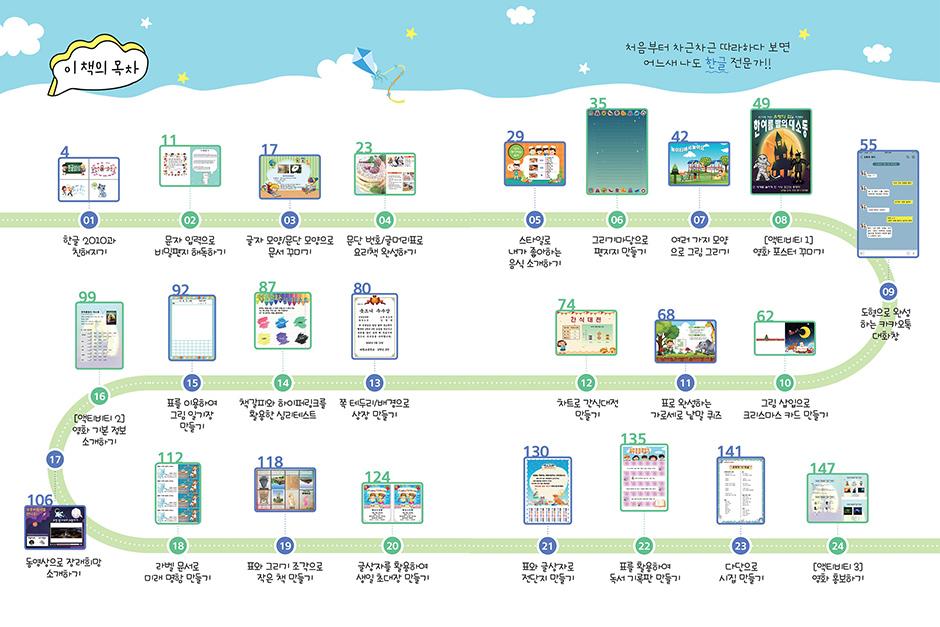 이 책의 목차
처음부터 차근차근 따라하다 보면
어느새 나도 한글 전문가!!
4
01
한글 2010과
친해지기
11
02
문자 입력으로
비밀편지 해독하기
17
03
글자 모양/문단 모양으로
문서 꾸미기
23
04
문단 번호/글머리표로
요리책 완성하기
29
05
스타일로
내가 좋아하는
음식 소개하기
35
06
그리기마당으로
편지지 만들기
42
07
여러 가지 모양
으로 그림 그리기
49
한여름 밤의 대소동
08
[액티비티 1]
영화 포스터 꾸미기
55
09
도형으로 완성
하는 카카오톡
대화창
62
10
그림 삽입으로
크리스마스 카드 만들기
68
11
표로 완성하는
가로세로 낱말 퀴즈
74
간식대전
12
차트로 간식대전
만들기
80
13
쪽 테두리/배경으로
상장 만들기
87
14
책갈피와 하이퍼링크를
활용한 심리테스트
92
15
표를 이용하여
그림 일기장
만들기
99
16
[액티비티 2]
영화 기본 정보
소개하기
17
106
동영상으로 장래희망
소개하기
112
18
라벨 문서로
미래 명함 만들기
118
19
표와 그리기 조각으로
작은 책 만들기
124
20
글상자를 활용하여
생일 초대장 만들기
130
21
표와 글상자로
전단지 만들기
135
22
표를 활용하여
독서 기록판 만들기
141
23
다단으로
시집 만들기
147
24
[액티비티 3]
영화 홍보하기